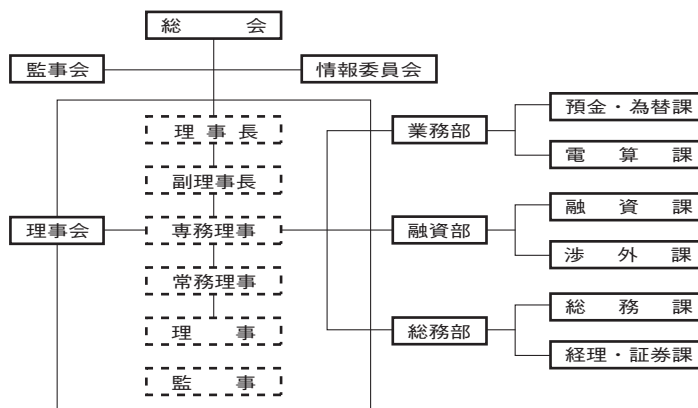 総　　会
監事会
情報委員会
理 事 長
副理事長
理事会
専務理事
常務理事
理　　事
監　　事
業務部
融資部
総務部
預金・為替課
電　算　課
融　資　課
渉　外　課
総　務　課
経理・証券課